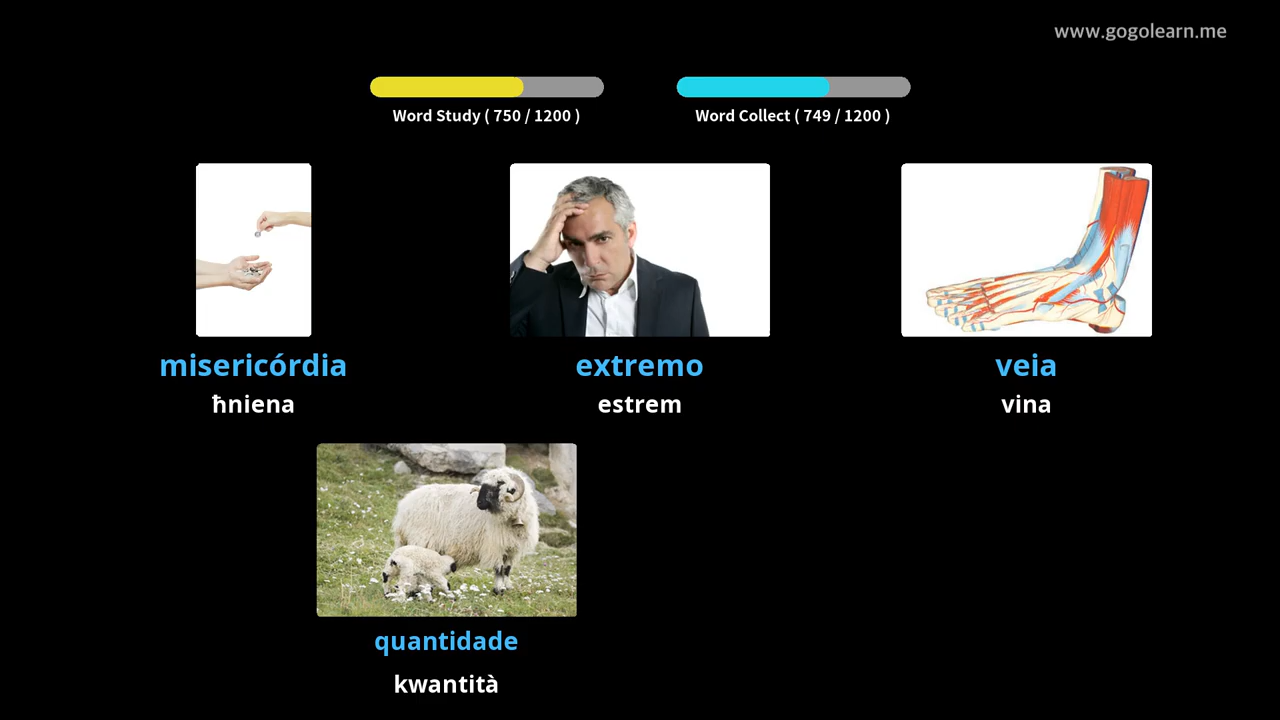 www.gogolearn.me
Word Study ( 750 / 1200 )
Word Collect ( 749 / 1200 )
misericórdia
ħniena
extremo
estrem
veia
vina
quantidade
kwantità